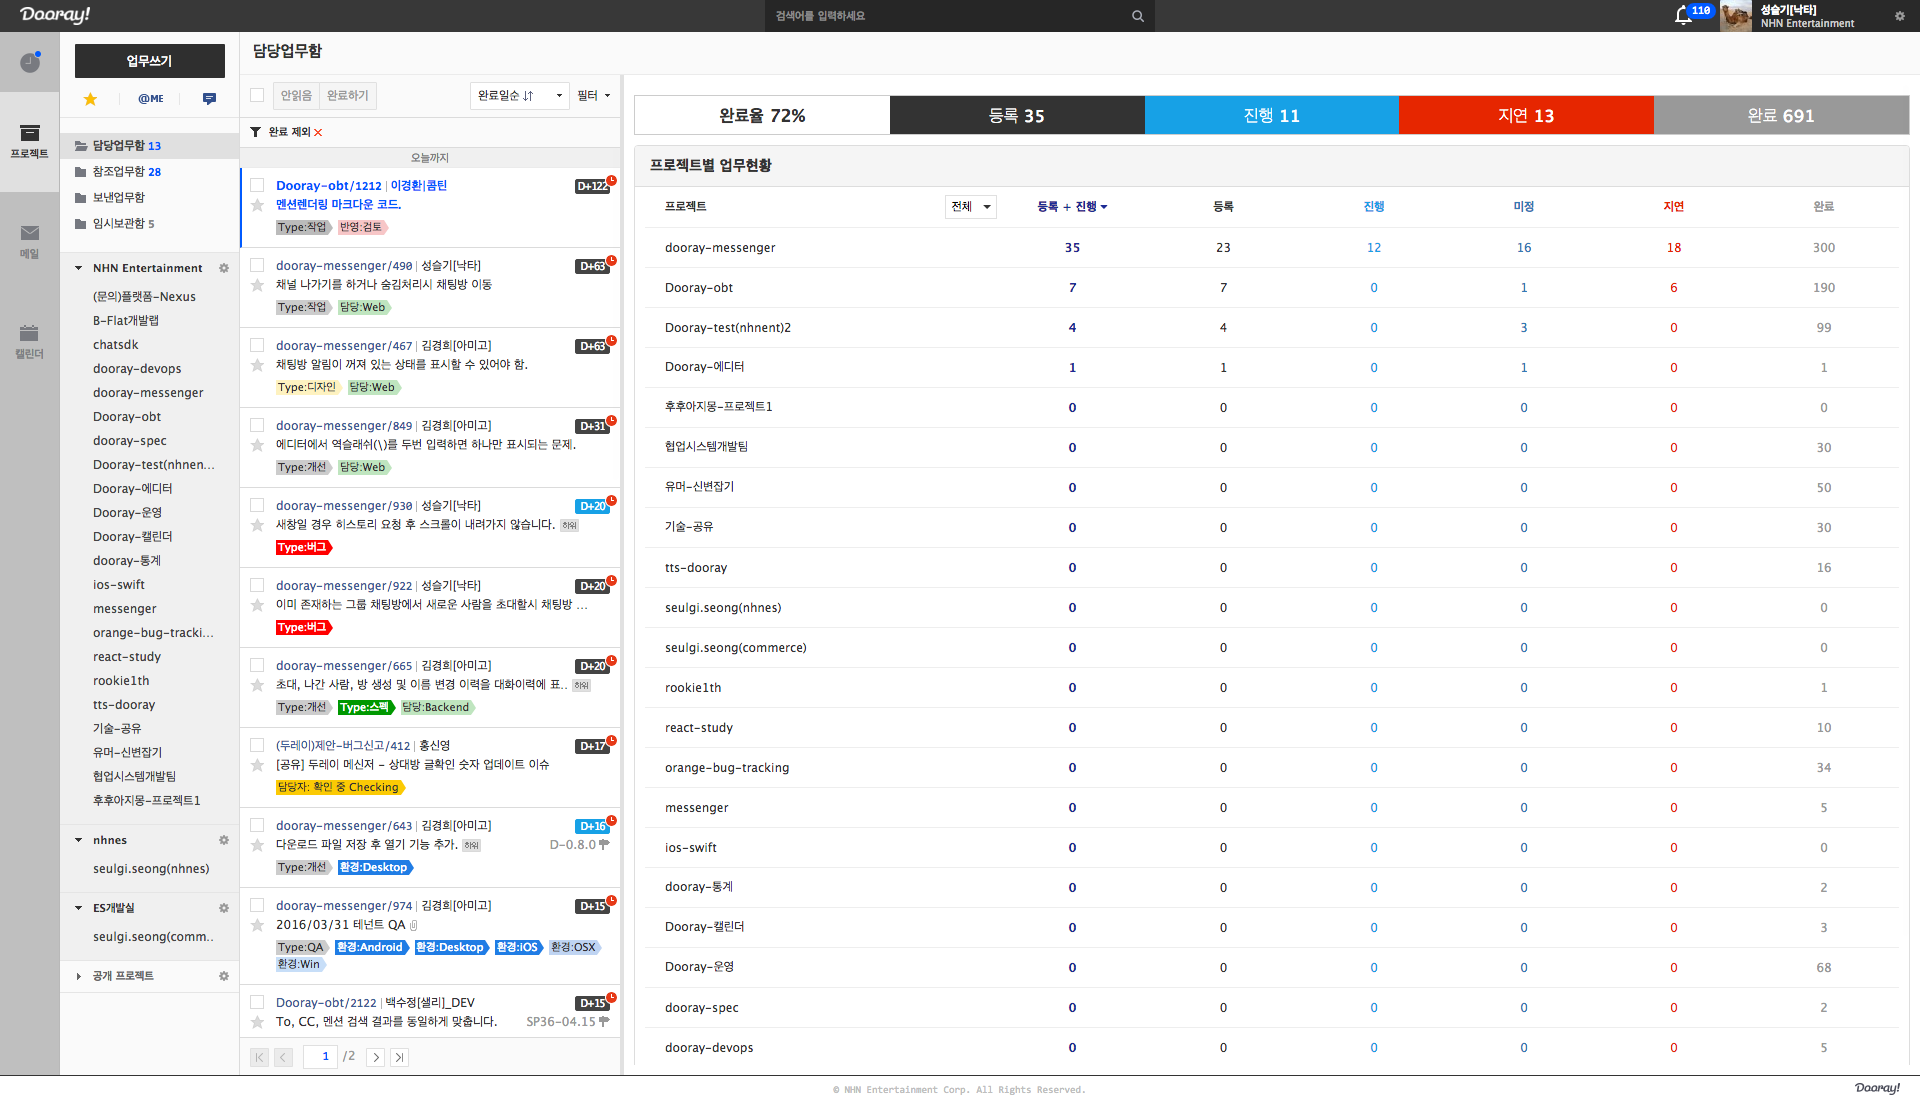 Dooray!
검색어를 입력하세요
110
성슬기[낙타]
NHN Entertainment
업무쓰기
@ME
프로젝트
메일
캘린더
담당업무함 13
참조업무함 28
보낸업무함
임시보관함 5
NHN Entertainment
(문의)플랫폼-Nexus
B-Flat개발랩
chatsdk
dooray-devops
dooray-messenger
Dooray-obt
dooray-spec
Dooray-test(nhnen...
Dooray-에디터
Dooray-운영
Dooray-캘린더
dooray-통계
ios-swift
messenger
orange-bug-tracki...
react-study
rookie1th
tts-dooray
기술-공유
유머-신변잡기
협업시스템개발팀
후후아지몽-프로젝트1
nhnes
seulgi.seong(nhnes)
ES개발실
seulgi.seong(comm..
공개 프로젝트
담당업무함
안읽음 완료하기 완료일순 필터
완료 제외
오늘까지
Dooray-obt/1212 | 이경환|콤틴 D+122
멘션렌더링 마크다운 코드.
Type:작업 반영:검토
dooray-messenger/490 | 성슬기[낙타] D+63
채널 나가기를 하거나 숨김처리시 채팅방 이동
Type:작업 담당:Web
dooray-messenger/467 | 김경희[아미고] D+63
채팅방 알림이 꺼져 있는 상태를 표시할 수 있어야 함.
Type:디자인 담당:Web
dooray-messenger/849 | 김경희[아미고] D+31
에디터에서 역슬래쉬(\)를 두번 입력하면 하나만 표시되는 문제.
Type:개선 담당:Web
dooray-messenger/930 | 성슬기[낙타] D+20
새창일 경우 히스토리 요청 후 스크롤이 내려가지 않습니다. 하위
Type:버그
dooray-messenger/922 | 성슬기[낙타] D+20
이미 존재하는 그룹 채팅방에서 새로운 사람을 초대할시 채팅방 ...
Type:버그
dooray-messenger/665 | 김경희[아미고] D+20
초대, 나간 사람, 방 생성 및 이름 변경 이력을 대화이력에 표.. 하위
Type:개선 Type:스펙 담당:Backend
(두레이)제안-버그신고/412 | 홍신영 D+17
[공유] 두레이 메신저 - 상대방 글확인 숫자 업데이트 이슈
담당자: 확인 중 Checking
dooray-messenger/643 | 김경희[아미고] D+16
다운로드 파일 저장 후 열기 기능 추가. 하위 D-0.8.0
Type:개선 환경:Desktop
dooray-messenger/974 | 김경희[아미고] D+15
2016/03/31 테넌트 QA
Type:QA 환경:Android 환경:Desktop 환경:iOS 환경:OSX
환경:Win
Dooray-obt/2122 | 백수정[샐리]_DEV D+15
To, CC, 멘션 검색 결과를 동일하게 맞춥니다. SP36-04.15
1 /2
완료율 72% 등록 35 진행 11 지연 13 완료 691
프로젝트별 업무현황
프로젝트 전체 등록 + 진행 등록 진행 미정 지연 완료
dooray-messenger 35 23 12 16 18 300
Dooray-obt 7 7 0 1 6 190
Dooray-test(nhnent)2 4 4 0 3 0 99
Dooray-에디터 1 1 0 1 0 1
후후아지몽-프로젝트1 0 0 0 0 0 0
협업시스템개발팀 0 0 0 0 0 30
유머-신변잡기 0 0 0 0 0 50
기술-공유 0 0 0 0 0 30
tts-dooray 0 0 0 0 0 16
seulgi.seong(nhnes) 0 0 0 0 0 0
seulgi.seong(commerce) 0 0 0 0 0 0
rookie1th 0 0 0 0 0 1
react-study 0 0 0 0 0 10
orange-bug-tracking 0 0 0 0 0 34
messenger 0 0 0 0 0 5
ios-swift 0 0 0 0 0 0
dooray-통계 0 0 0 0 0 2
Dooray-캘린더 0 0 0 0 0 3
Dooray-운영 0 0 0 0 0 68
dooray-spec 0 0 0 0 0 2
dooray-devops 0 0 0 0 0 5
© NHN Entertainment Corp. All Rights Reserved.
Dooray!